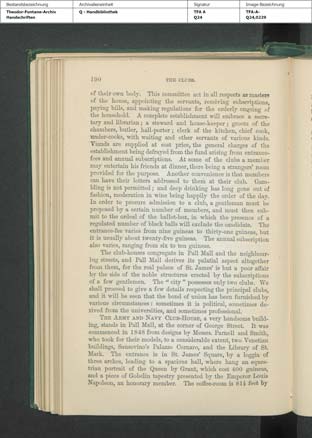 Bestandsbezeichnung
Archivalieneinheit
Signatur
Image-Bezeichnung
Theodor-Fontane-Archiv
Handschriften
Q - Handbibliothek
TFA A
Q24
TFA-A-
Q24,0228
190 THE CLUBS.
of their own body. This committee act in all respects as masters
of the house, appointing the servants, receiving subscriptions,
paying bills, and making regulations for the orderly ongoing of
the household. A complete establishment will embrace a secre-
tary and librarian; a steward and house-keeper; groom of the
chambers, butler, hall-porter; clerk of the kitchen, chief cook,
under-cooks, with waiting and other servants of various kinds.
Viands are supplied at cost price, the general charges of the
establishment being defrayed from the fund arising from entrance-
fees and annual subscriptions. At some of the clubs a member
may entertain his friends at dinner, there being a strangers' room
provided for the purpose. Another convenience is that members
can have their letters addressed to them at their club. Gam-
bling is not permitted; and deep drinking has long gone out of
fashion, moderation in wine being happily the order of the day.
In order to procure admission to a club, a gentleman must be
proposed by a certain number of members, and must then sub-
mit to the ordeal of the ballot-box, in which the presence of a
regulated number of black balls will exclude the candidate. The
entrance-fee varies from nine guineas to thirty-one guineas, but
it is usually about twenty-five guineas. The annual subscription
also varies, ranging from six to ten guineas.
The club-houses congregate in Pall Mall and the neighbour-
ing streets, and Pall Mall derives its palatial aspect altogether
from them, for the real palace of St. James' is but a poor affair
by the side of the noble structures erected by the subscriptions
of a few gentlemen. The "city" possesses only two clubs. We
shall proceed to give a few details respecting the principal clubs,
and it will be seen that the bond of union has been furnished by
various circumstances: sometimes it is political, sometimes de-
rived from the universities, and sometimes professional.
THE ARMY AND NAVY CLUB-HOUSE, a very handsome build-
ing, stands in Pall Mall, at the corner of George Street. It was
commenced in 1848 from designs by Messrs. Parnell and Smith,
who took for their models, to a considerable extent, two Venetian
buildings, Sansovino's Palazzo Cornaro, and the Library of St.
Mark. The entrance is in St. James' Square, by a loggia of
three arches, leading to a spacious hall, where hang an eques-
trian portrait of the Queen by Grant, which cost 400 guineas,
and a piece of Gobelin tapestry presented by the Emperor Louis
Napoleon, an honorary member. The coffee-room is 81¼ feet by